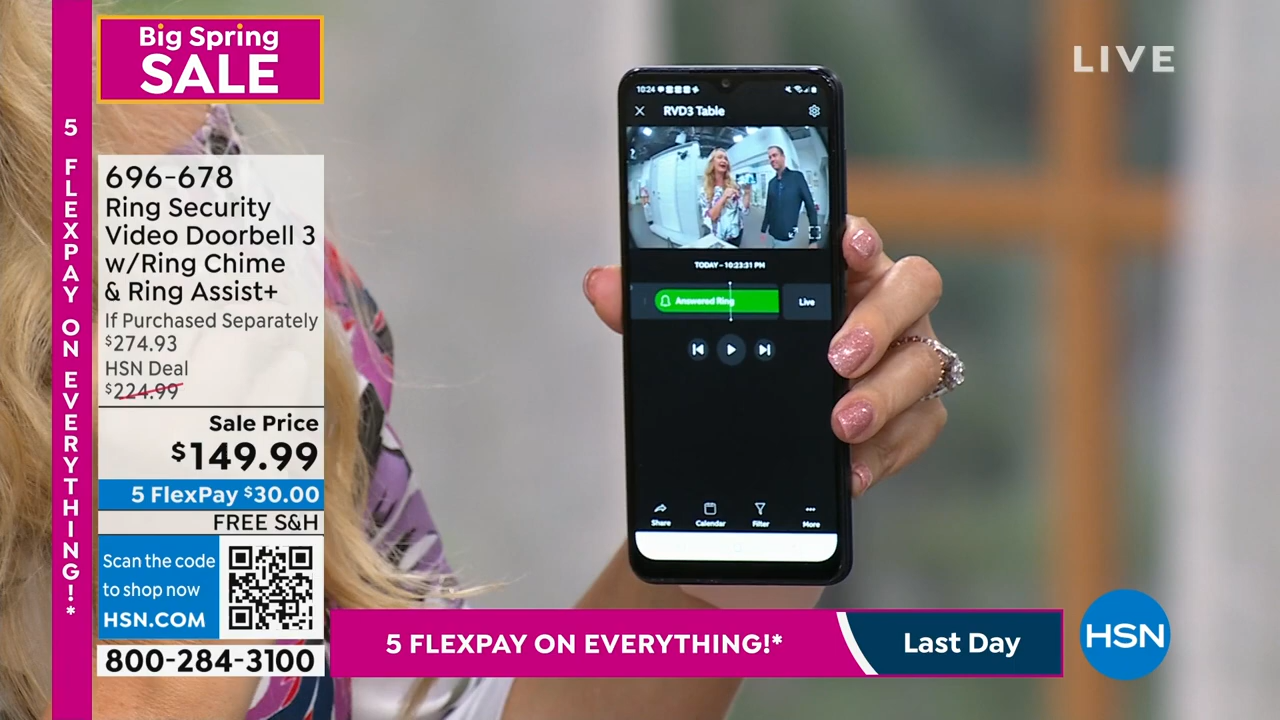 Big Spring
SALE
5 FLEXPAY ON EVERYTHING!*
696-678
Ring Security
Video Doorbell 3
w/Ring Chime
& Ring Assist+
If Purchased Separately
$274.93
HSN Deal
$224.99
Sale Price
$149.99
5 FlexPay $30.00
FREE S&H
Scan the code
to shop now
HSN.COM
800-284-3100
LIVE
10:24
RVD3 Table
TODAY – 10:23:31 PM
Answered Ring
Live
Share
Calendar
Filter
More
5 FLEXPAY ON EVERYTHING!*
Last Day
HSN